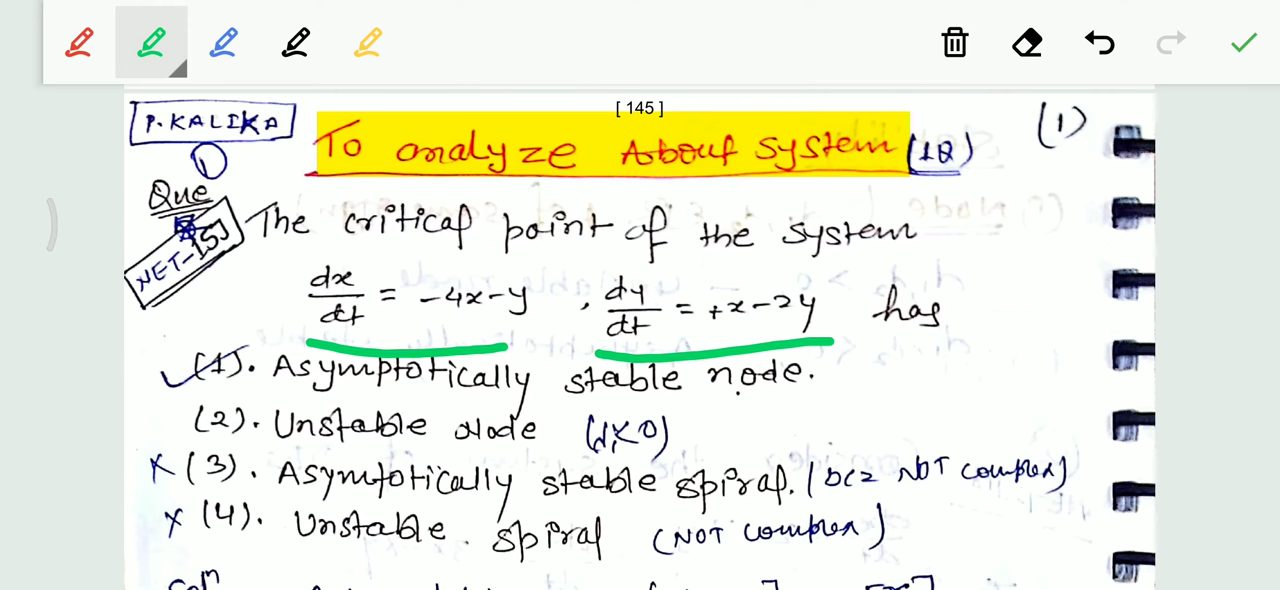 [ 145 ]
P. KALIKA
To analyze About system (1Q)
(1)
1
Que
NET-15J
The critical point of the system
dx/dt = -4x-y , dy/dt = +x-2y has
(1). Asymptotically stable node.
(2). Unstable Node (λ<0)
× (3). Asymptotically stable spiral. (bcz NOT complex)
× (4). Unstable. spiral (NOT complex)